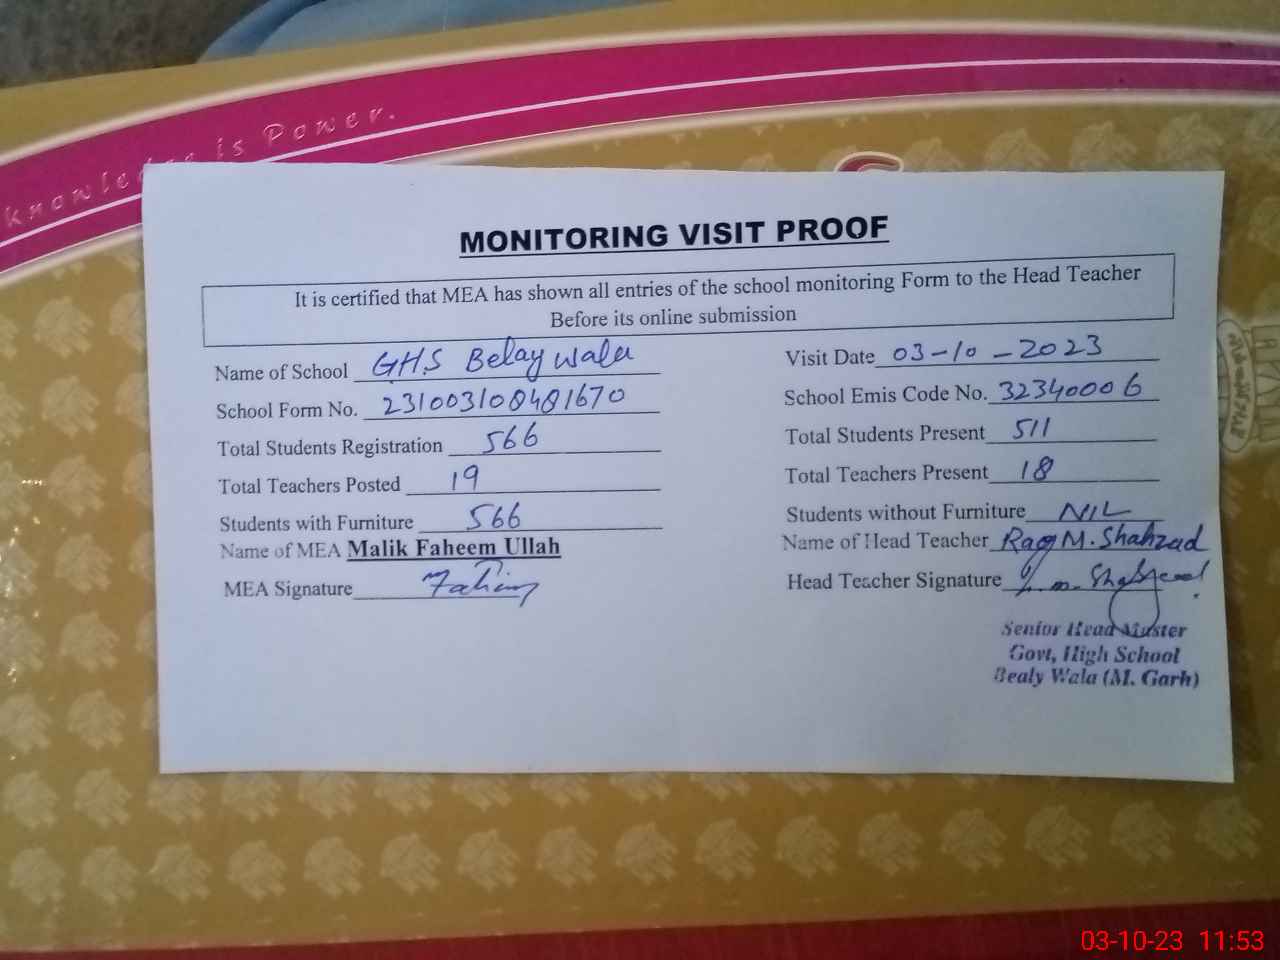 Knowledge is Power.
MONITORING VISIT PROOF
It is certified that MEA has shown all entries of the school monitoring Form to the Head Teacher
Before its online submission
Name of School GHS Belay wala Visit Date 03-10-2023
School Form No. 231003108481670 School Emis Code No. 32340006
Total Students Registration 566 Total Students Present 511
Total Teachers Posted 19 Total Teachers Present 18
Students with Furniture 566 Students without Furniture NIL
Name of MEA Malik Faheem Ullah Name of Head Teacher Rao M. Shahzad
MEA Signature Faheem Head Teacher Signature
Senior Head Master
Govt, High School
Bealy Wala (M. Garh)
03-10-23 11:53